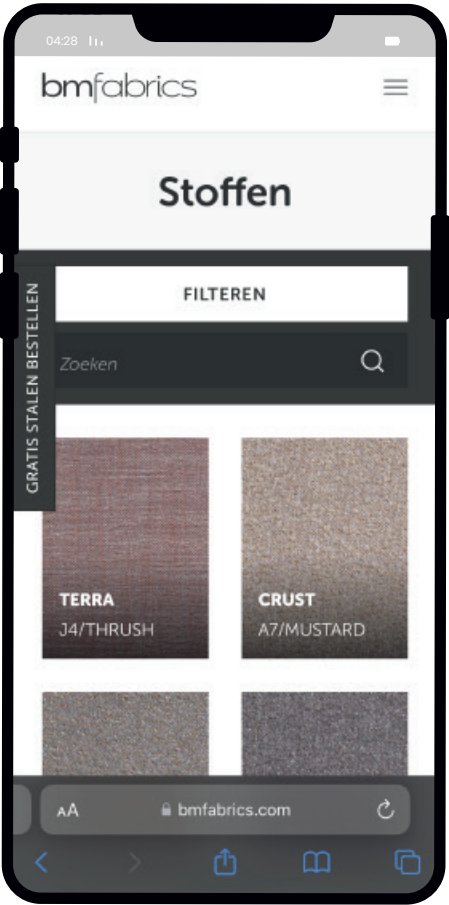 04:28
bmfabrics
Stoffen
FILTEREN
Zoeken
GRATIS STALEN BESTELLEN
TERRA
J4/THRUSH
CRUST
A7/MUSTARD
AA
bmfabrics.com